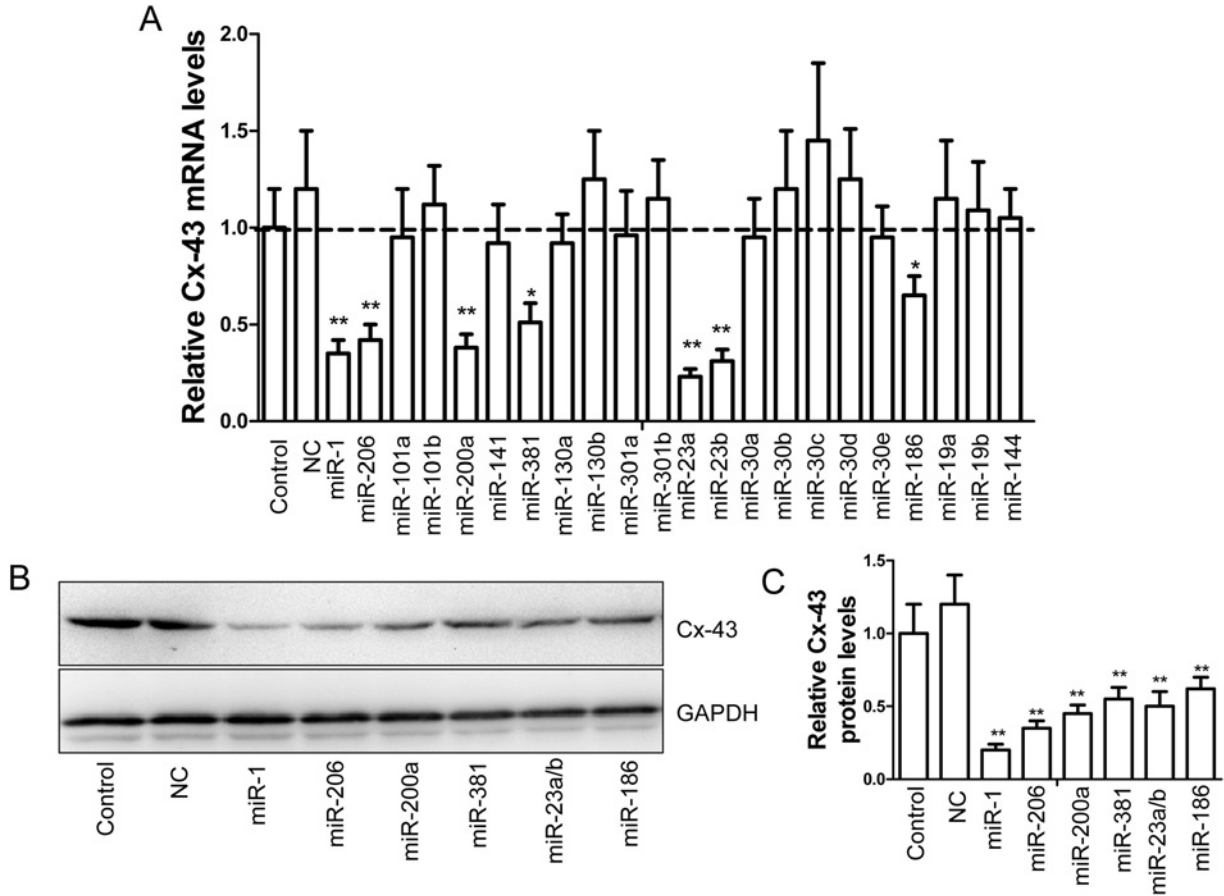 A
Relative Cx-43 mRNA levels
2.0
1.5
1.0
0.5
0.0
**
**
**
*
**
**
*
Control
NC
miR-1
miR-206
miR-101a
miR-101b
miR-200a
miR-141
miR-381
miR-130a
miR-130b
miR-301a
miR-301b
miR-23a
miR-23b
miR-30a
miR-30b
miR-30c
miR-30d
miR-30e
miR-186
miR-19a
miR-19b
miR-144
B
Cx-43
GAPDH
Control
NC
miR-1
miR-206
miR-200a
miR-381
miR-23a/b
miR-186
C
Relative Cx-43
protein levels
1.5
1.0
0.5
0.0
**
**
**
**
**
**
Control
NC
miR-1
miR-206
miR-200a
miR-381
miR-23a/b
miR-186